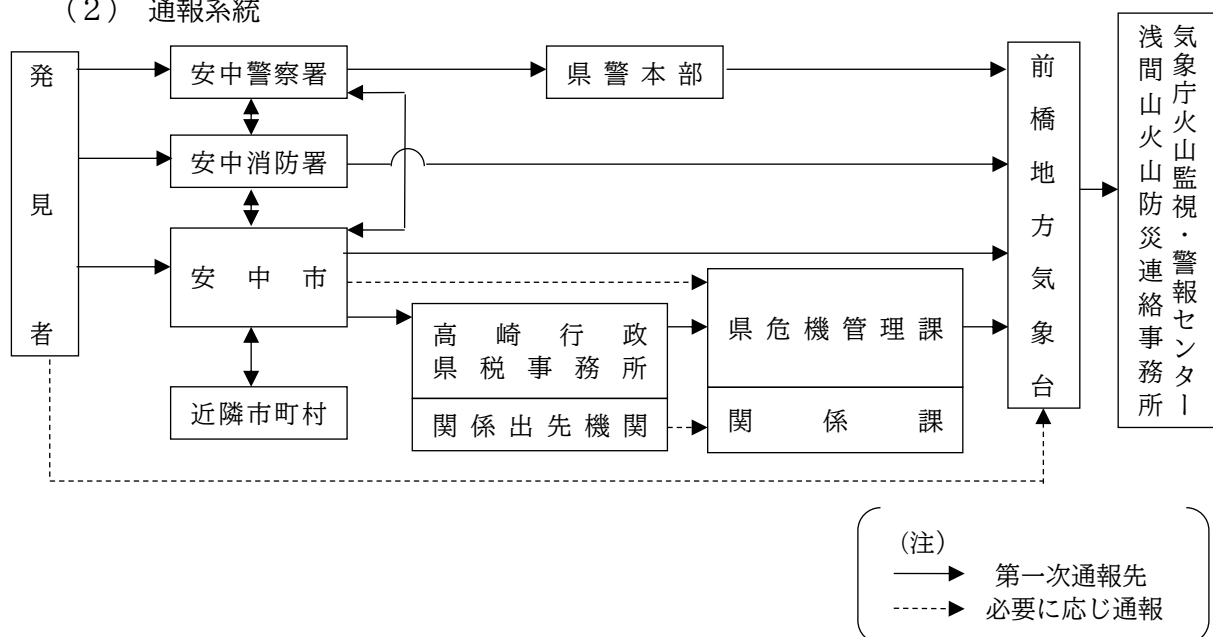 (2) 通報系統
発見者
安中警察署
県警本部
安中消防署
安中市
近隣市町村
高崎行政
県税事務所
関係出先機関
県危機管理課
関係課
前橋地方気象台
気象庁火山監視・警報センター
浅間山火山防災連絡事務所
(注)
第一次通報先
必要に応じ通報